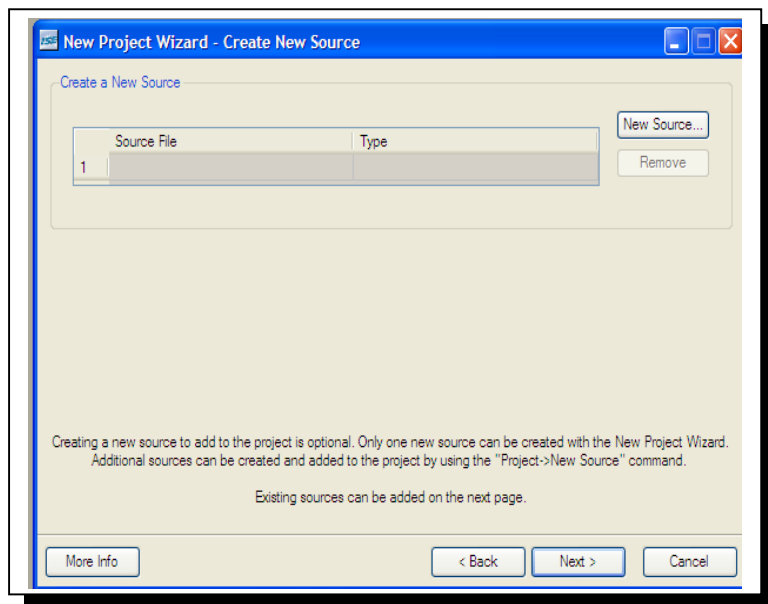 ISE New Project Wizard - Create New Source
Create a New Source
Source File Type
New Source...
1
Remove
Creating a new source to add to the project is optional. Only one new source can be created with the New Project Wizard.
Additional sources can be created and added to the project by using the "Project->New Source" command.
Existing sources can be added on the next page.
More Info < Back Next > Cancel